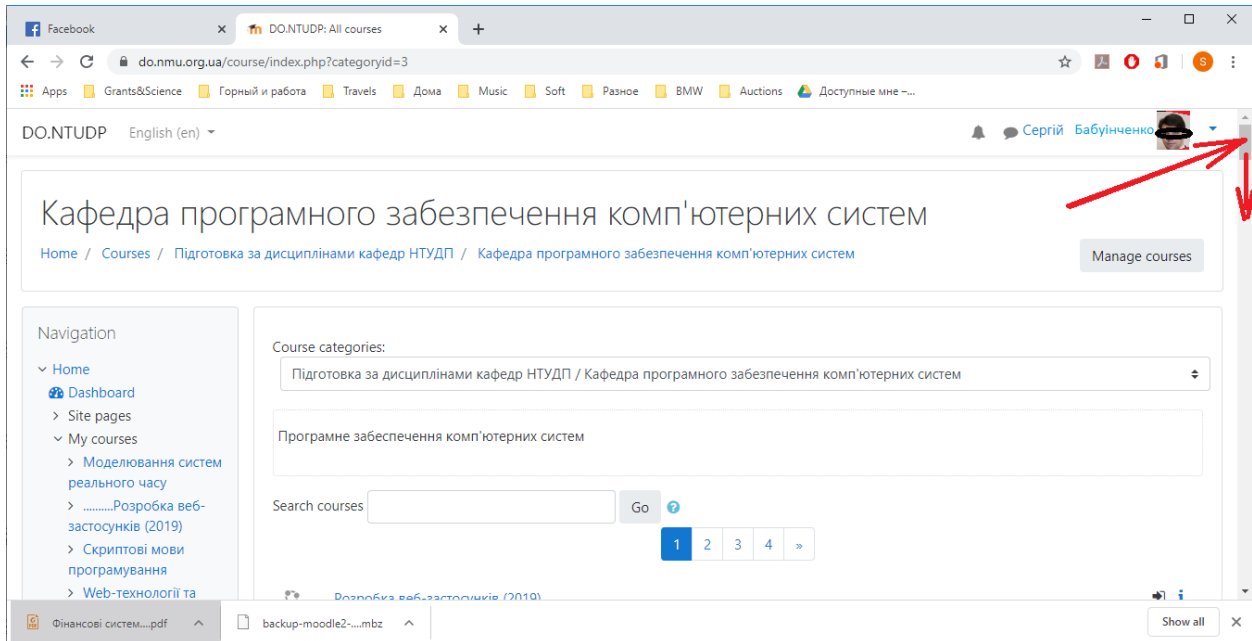 Facebook
DO.NTUDP: All courses
do.nmu.org.ua/course/index.php?categoryid=3
S
Apps Grants&Science Горный и работа Travels Дома Music Soft Разное BMW Auctions Доступные мне –...
DO.NTUDP English (en) Сергій Бабуінченко
Кафедра програмного забезпечення комп'ютерних систем
Home / Courses / Підготовка за дисциплінами кафедр НТУДП / Кафедра програмного забезпечення комп'ютерних систем
Manage courses
Navigation
Home
Dashboard
Site pages
My courses
Моделювання систем
реального часу
..........Розробка веб-
застосунків (2019)
Скриптові мови
програмування
Web-технології та
Course categories:
Підготовка за дисциплінами кафедр НТУДП / Кафедра програмного забезпечення комп'ютерних систем
Програмне забеспечення комп'ютерних систем
Search courses Go
1 2 3 4 »
Розробка веб-застосунків (2019)
Фінансові систем....pdf backup-moodle2-....mbz Show all